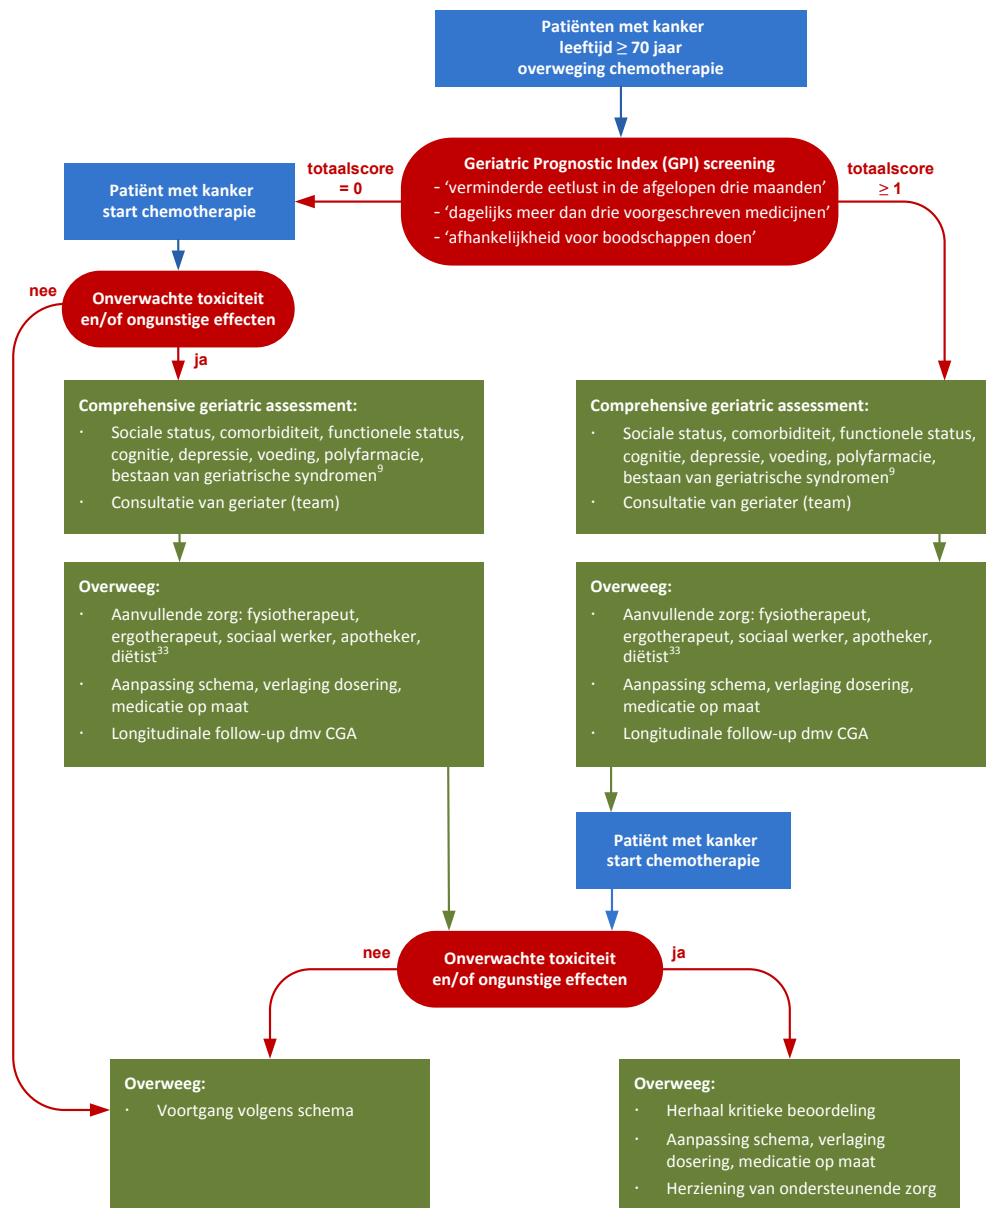 Patiënten met kanker
leeftijd ≥ 70 jaar
overweging chemotherapie
Geriatric Prognostic Index (GPI) screening
- ‘verminderde eetlust in de afgelopen drie maanden’
- ‘dagelijks meer dan drie voorgeschreven medicijnen’
- ‘afhankelijkheid voor boodschappen doen’
totaalscore
= 0
totaalscore
≥ 1
Patiënt met kanker
start chemotherapie
nee
Onverwachte toxiciteit
en/of ongunstige effecten
ja
Comprehensive geriatric assessment:
· Sociale status, comorbiditeit, functionele status,
cognitie, depressie, voeding, polyfarmacie,
bestaan van geriatrische syndromen⁹
· Consultatie van geriater (team)
Comprehensive geriatric assessment:
· Sociale status, comorbiditeit, functionele status,
cognitie, depressie, voeding, polyfarmacie,
bestaan van geriatrische syndromen⁹
· Consultatie van geriater (team)
Overweeg:
· Aanvullende zorg: fysiotherapeut,
ergotherapeut, sociaal werker, apotheker,
diëtist³³
· Aanpassing schema, verlaging dosering,
medicatie op maat
· Longitudinale follow-up dmv CGA
Overweeg:
· Aanvullende zorg: fysiotherapeut,
ergotherapeut, sociaal werker, apotheker,
diëtist³³
· Aanpassing schema, verlaging dosering,
medicatie op maat
· Longitudinale follow-up dmv CGA
Patiënt met kanker
start chemotherapie
nee
Onverwachte toxiciteit
en/of ongunstige effecten
ja
Overweeg:
· Voortgang volgens schema
Overweeg:
· Herhaal kritieke beoordeling
· Aanpassing schema, verlaging
dosering, medicatie op maat
· Herziening van ondersteunende zorg